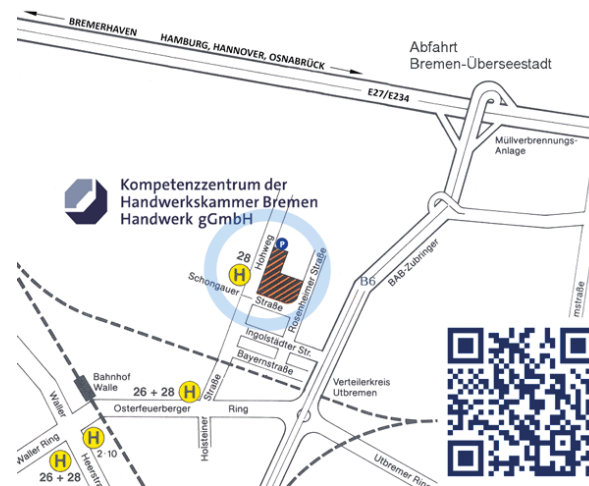 BREMERHAVEN
HAMBURG, HANNOVER, OSNABRÜCK
E27/E234
Abfahrt
Bremen-Überseestadt
Müllverbrennungs-
Anlage
Kompetenzzentrum der
Handwerkskammer Bremen
Handwerk gGmbH
P
28
H
Hohweg
Schongauer
Straße
Rosenheimer Straße
B6
BAB-Zubringer
Ingolstädter Str.
Bayernstraße
mstraße
Bahnhof
Walle
26 + 28
H
Straße
Holsteiner
Osterfeuerberger
Ring
Verteilerkreis
Utbremen
Waller
Waller Ring
H
2·10
Heerstr
H
26 + 28
Utbremer Ring